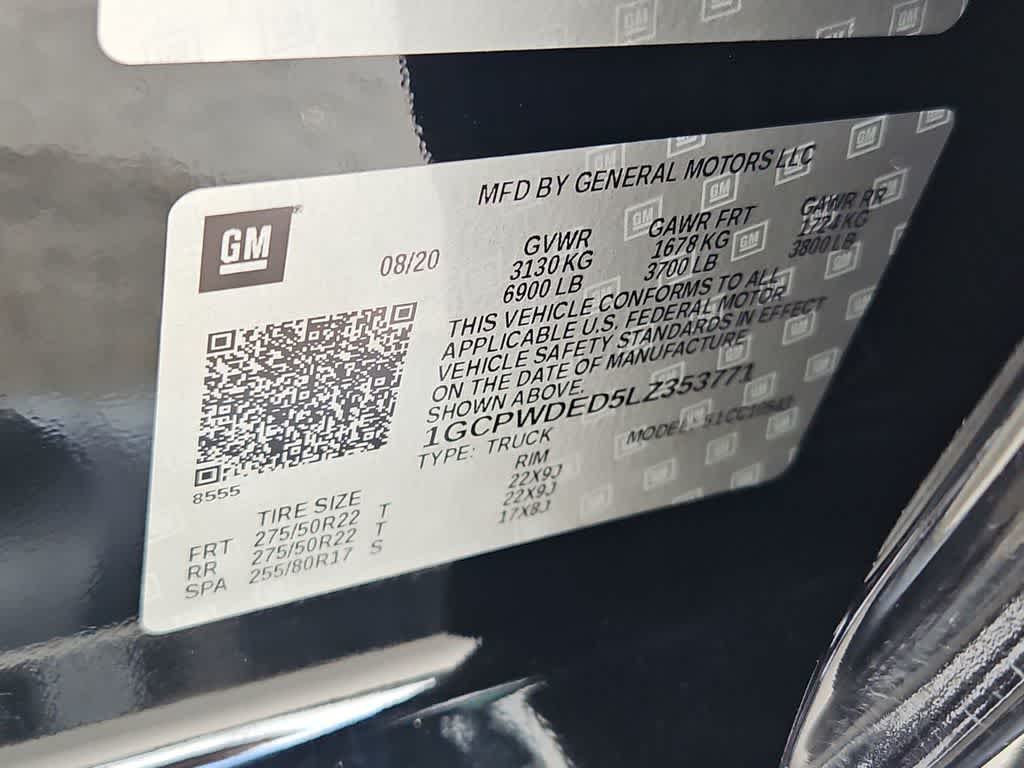 MFD BY GENERAL MOTORS LLC
GM
08/20
GVWR GAWR FRT GAWR RR
3130 KG 1678 KG 1724 KG
6900 LB 3700 LB 3800 LB
THIS VEHICLE CONFORMS TO ALL
APPLICABLE U.S. FEDERAL MOTOR
VEHICLE SAFETY STANDARDS IN EFFECT
ON THE DATE OF MANUFACTURE
SHOWN ABOVE.
1GCPWDED5LZ353771
TYPE: TRUCK MODEL:
8555
TIRE SIZE RIM
FRT 275/50R22 T 22X9J
RR 275/50R22 T 22X9J
SPA 255/80R17 S 17X8J